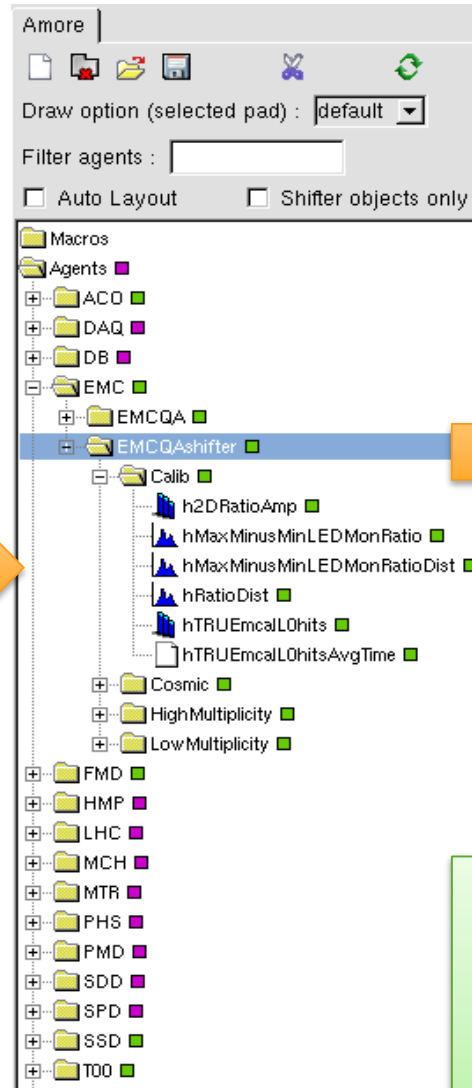 Amore
Draw option (selected pad) : default
Filter agents :
Auto Layout Shifter objects only
Macros
Agents
ACO
DAQ
DB
EMC
EMCQA
EMCQAshifter
Calib
h2DRatioAmp
hMaxMinusMinLEDMonRatio
hMaxMinusMinLEDMonRatioDist
hRatioDist
hTRUEmcalL0hits
hTRUEmcalL0hitsAvgTime
Cosmic
HighMultiplicity
LowMultiplicity
FMD
HMP
LHC
MCH
MTR
PHS
PMD
SDD
SPD
SSD
T00